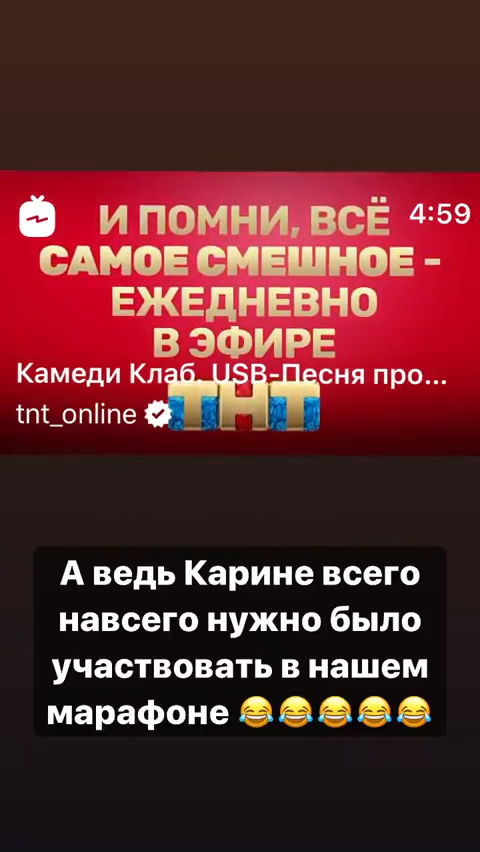 И ПОМНИ, ВСЁ
4:59
САМОЕ СМЕШНОЕ -
ЕЖЕДНЕВНО
В ЭФИРЕ
Камеди Клаб. USB-Песня про...
tnt_online
ТНТ
А ведь Карине всего
навсего нужно было
участвовать в нашем
марафоне 😂😂😂😂😂